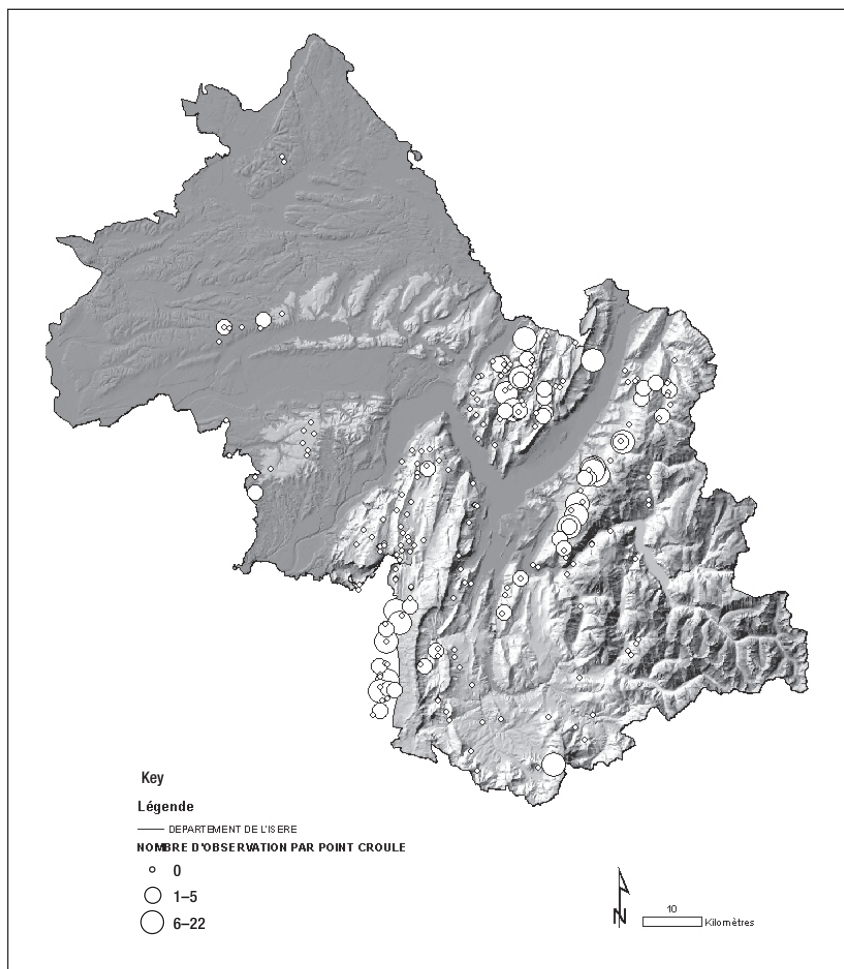 Key
Légende
DEPARTEMENT DE L'ISERE
NOMBRE D'OBSERVATION PAR POINT CROULE
0
1–5
6–22
N
10
Kilomètres